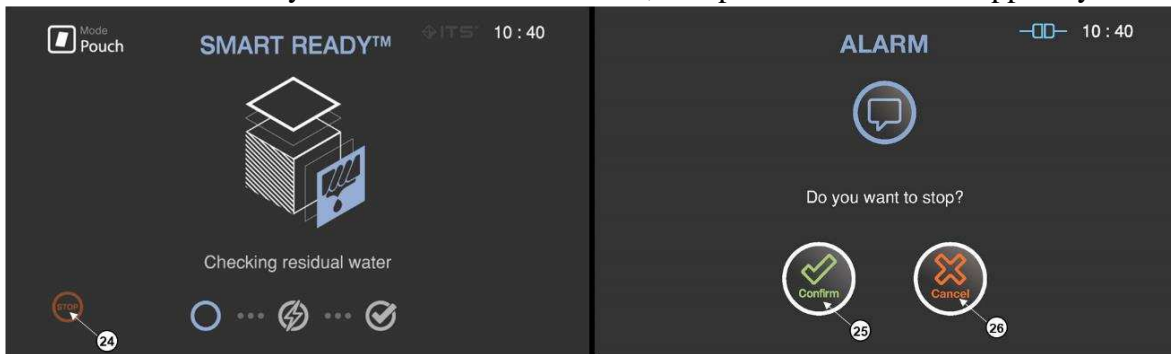 Mode
Pouch
SMART READY™
ITS
10 : 40
Checking residual water
STOP
24
ALARM
10 : 40
Do you want to stop?
Confirm
Cancel
25
26